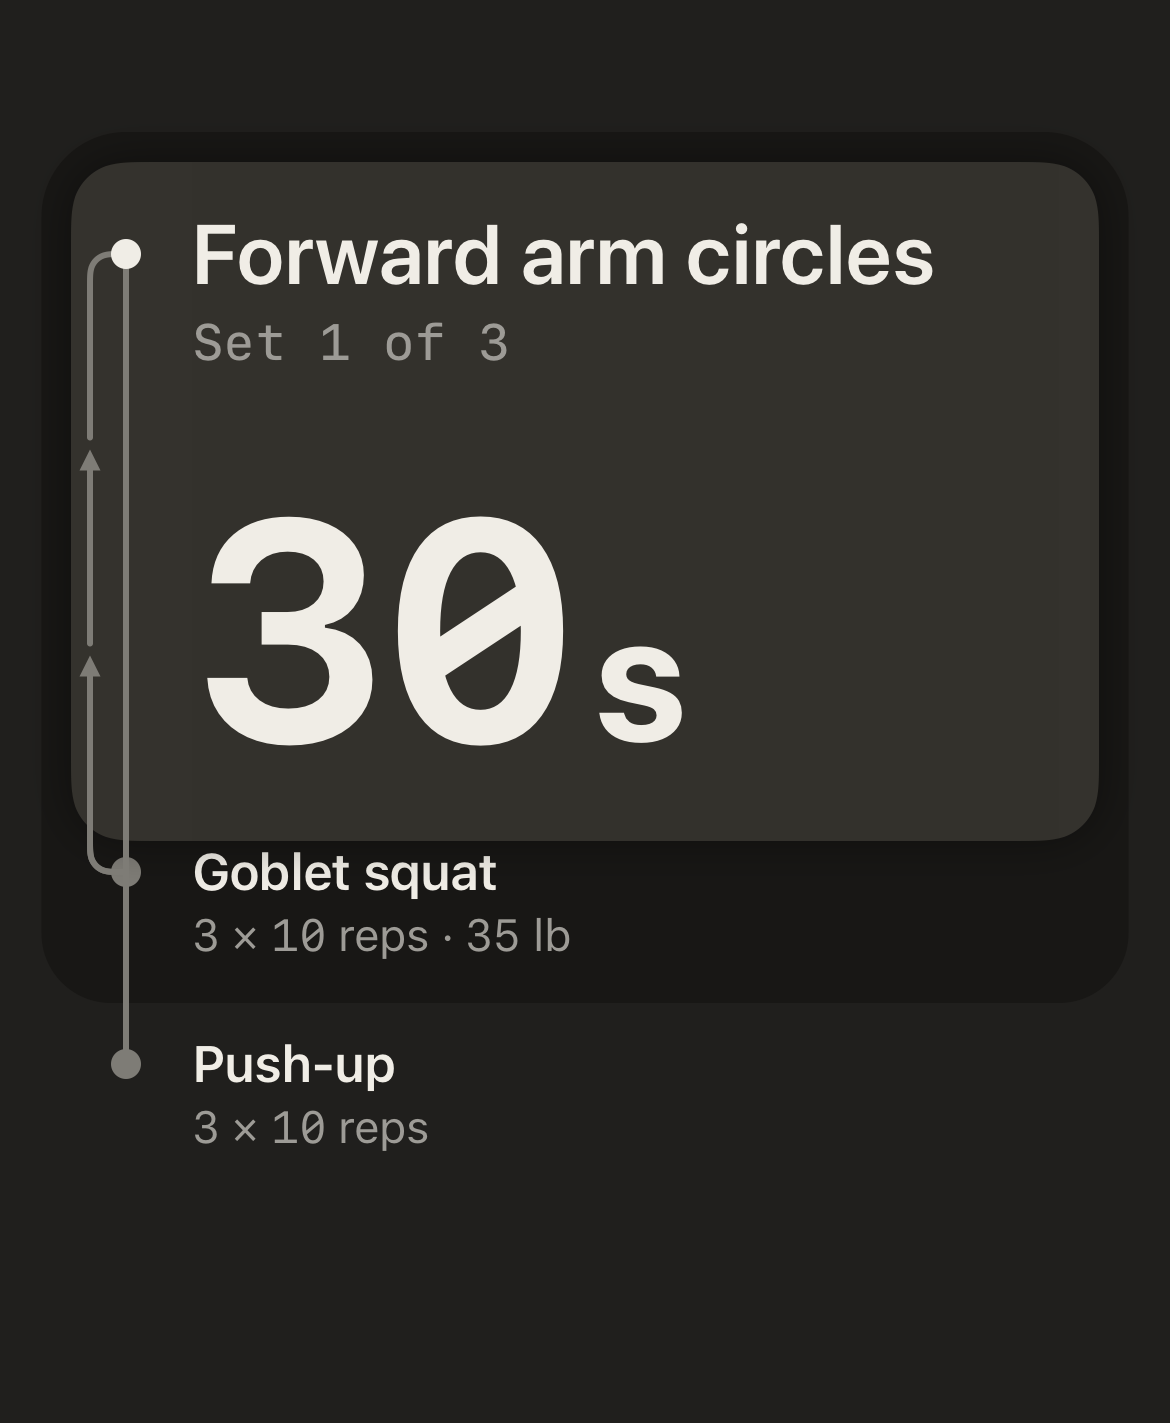 Forward arm circles
Set 1 of 3
30s
Goblet squat
3 × 10 reps · 35 lb
Push-up
3 × 10 reps